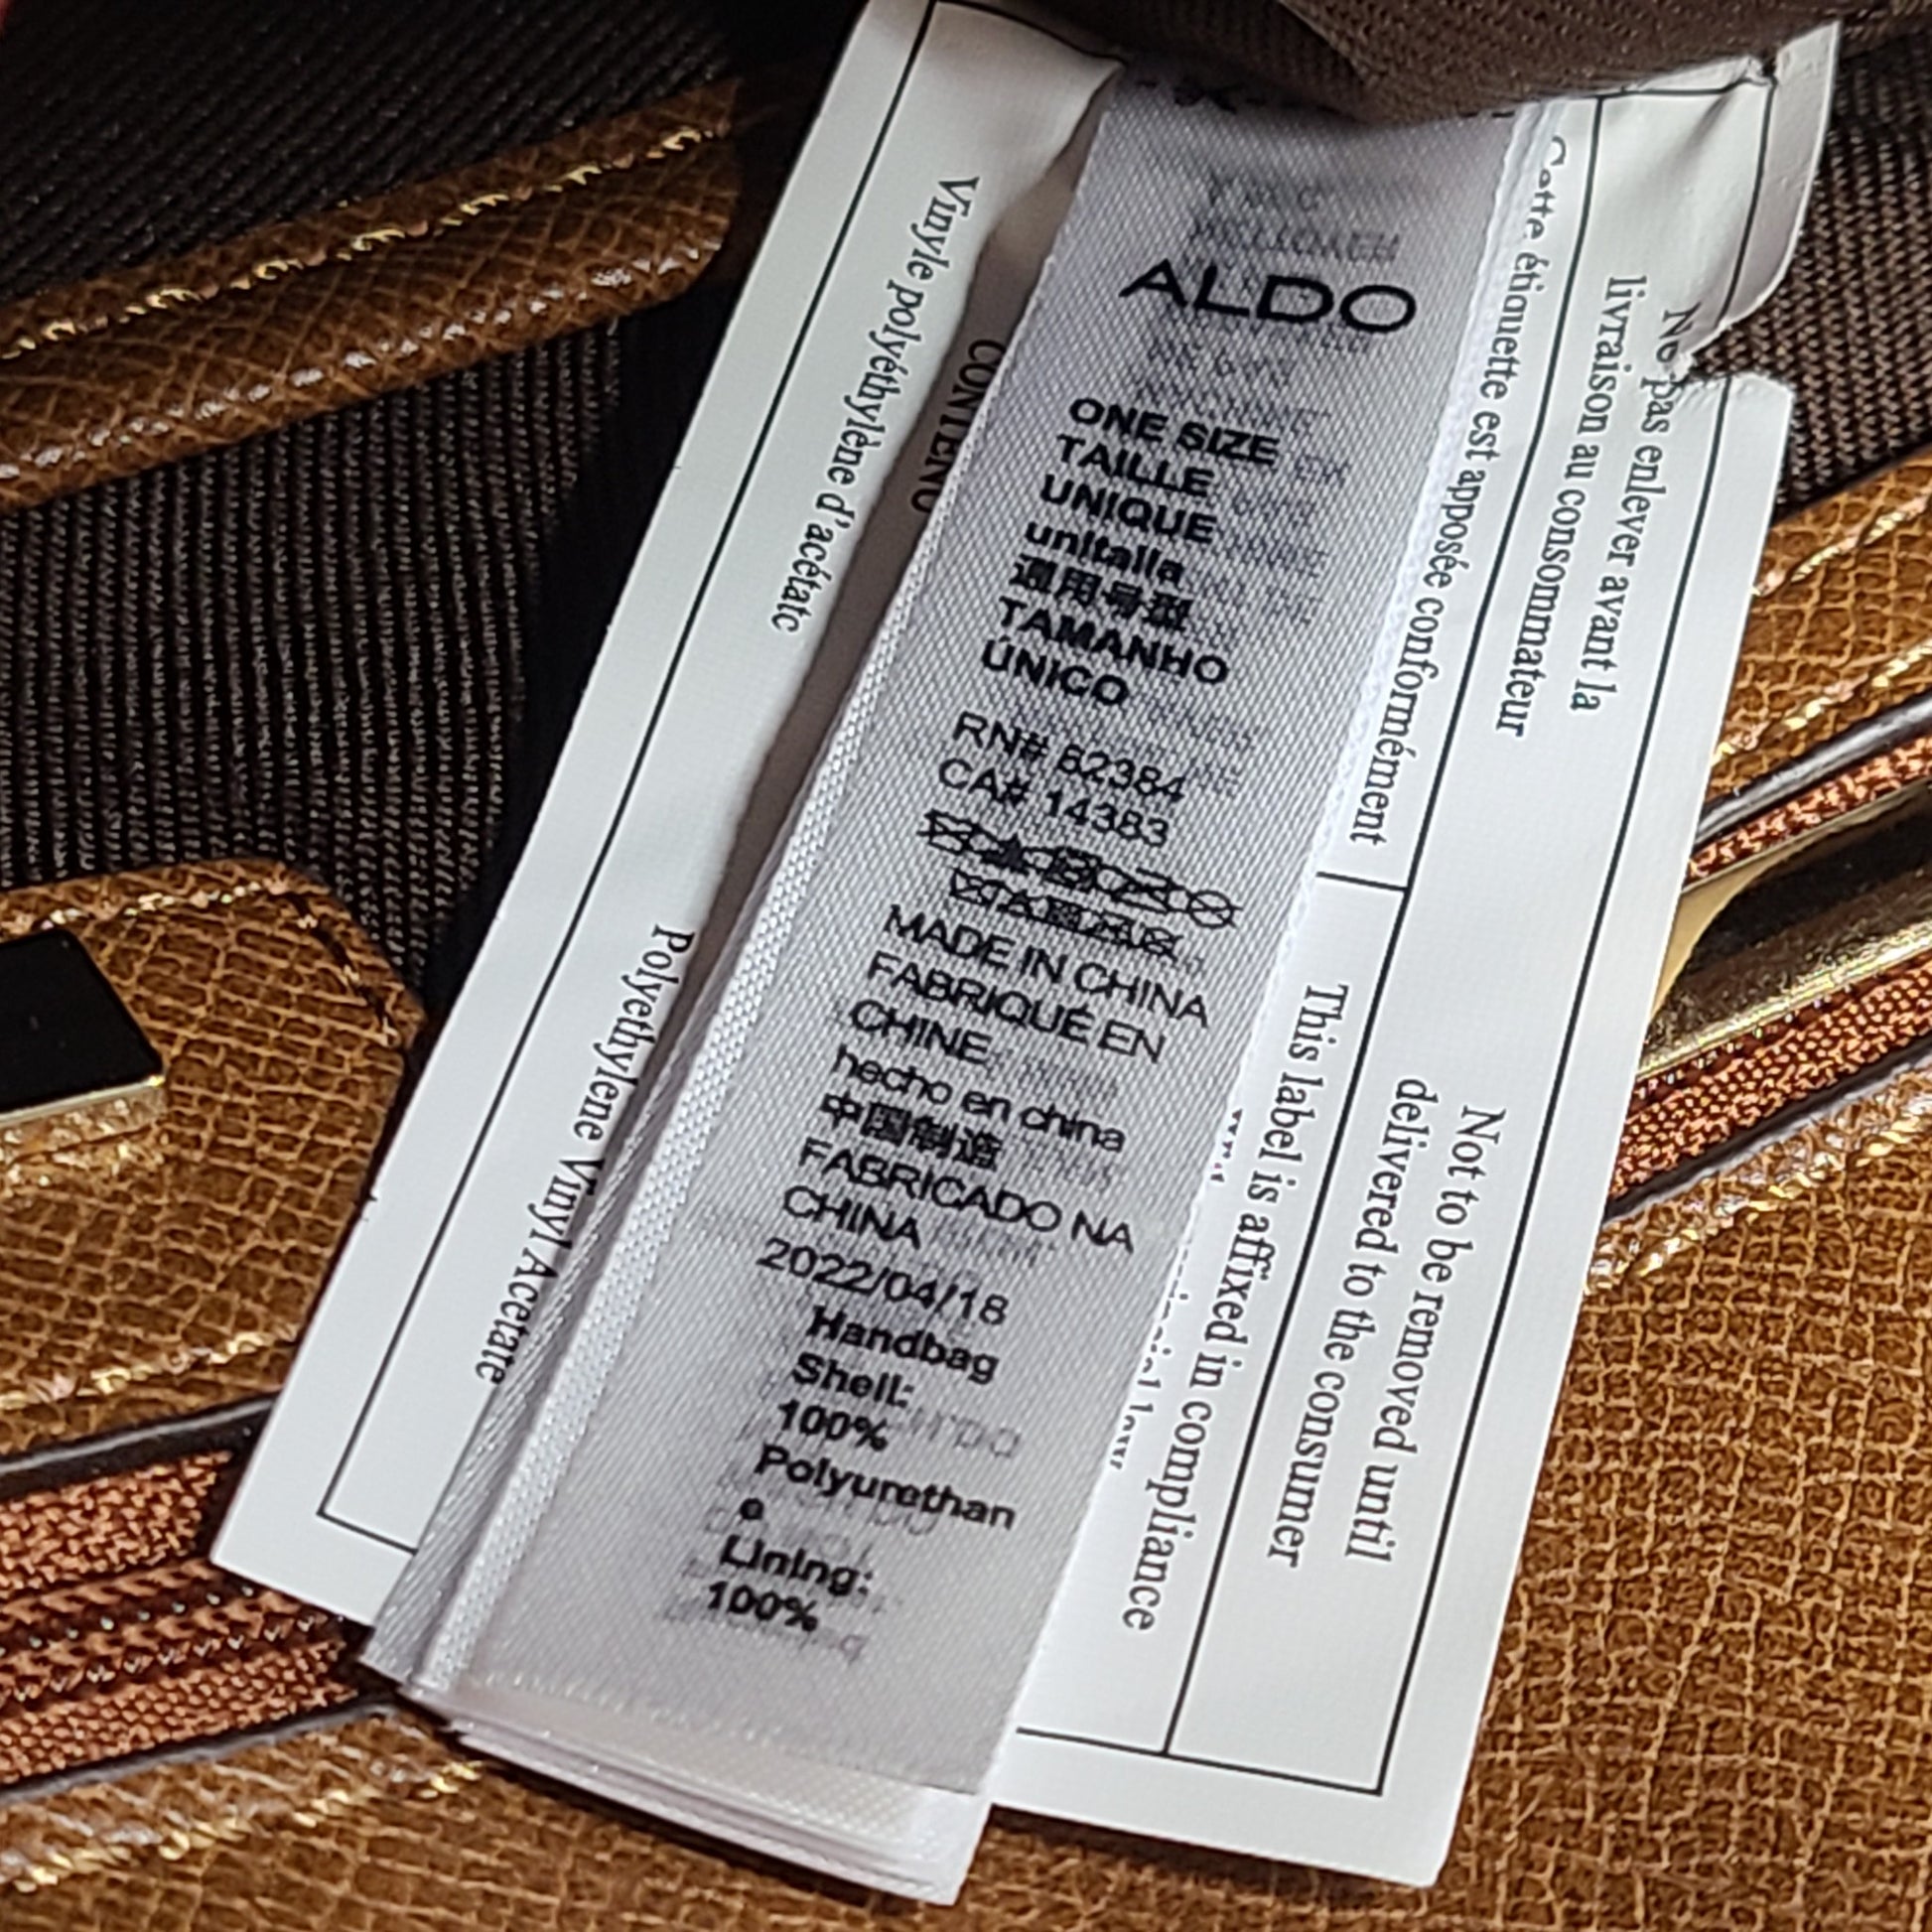 ALDO
ONE SIZE
TAILLE
UNIQUE
unitalla
通用号型
TAMANHO
ÚNICO
RN# 62384
CA# 14383
MADE IN CHINA
FABRIQUÉ EN
CHINE
hecho en china
中国制造
FABRICADO NA
CHINA
2022/04/18
Handbag
Shell:
100%
Polyurethan
e
Lining:
100%
Vinyle polyéthylène d'acétate
Polyethylene Vinyl Acetate
Ne pas enlever avant la
livraison au consommateur
Cette étiquette est apposée conformément
Not to be removed until
delivered to the consumer
This label is affixed in compliance